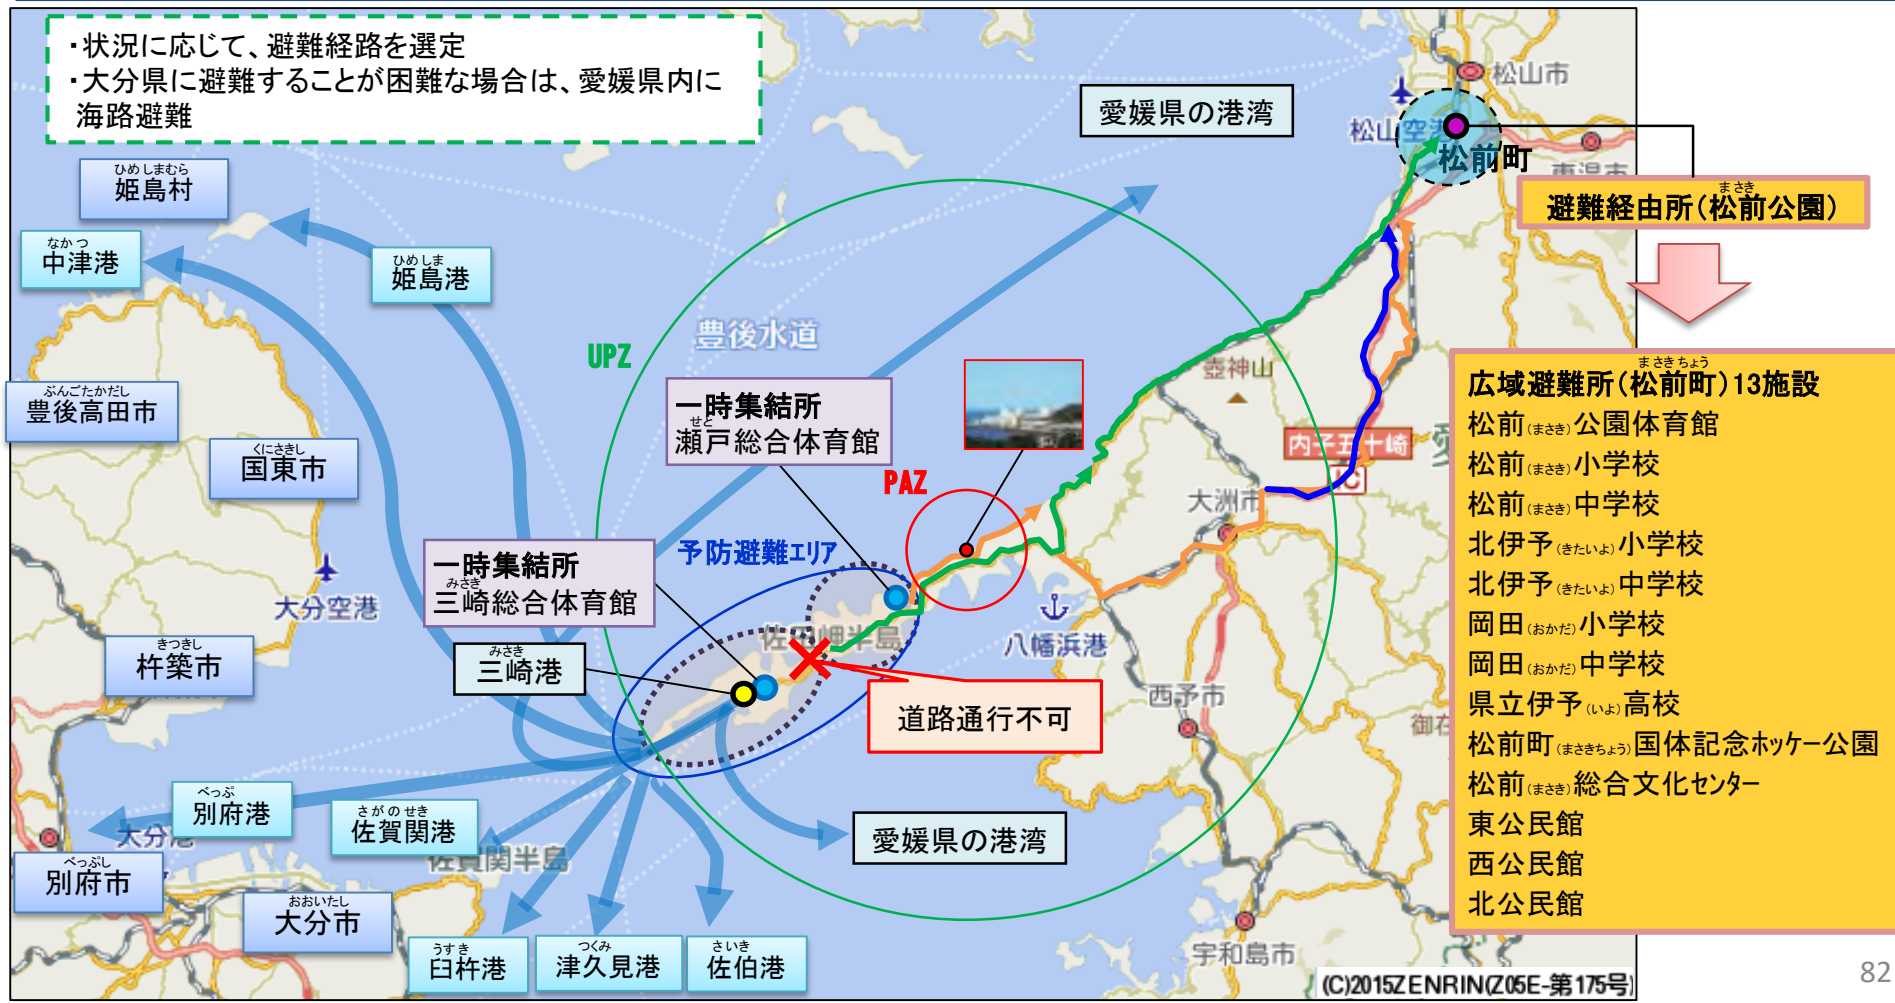 ・状況に応じて、避難経路を選定
・大分県に避難することが困難な場合は、愛媛県内に
海路避難
愛媛県の港湾
松山市
松山空港
松前町
東温市
まさき
避難経由所(松前公園)
ひめしまむら
姫島村
なかつ
中津港
ひめしま
姫島港
豊後水道
UPZ
壺神山
一時集結所
せと
瀬戸総合体育館
PAZ
内子五十崎
IC
大洲市
ぶんごたかだし
豊後高田市
くにさきし
国東市
大分空港
予防避難エリア
一時集結所
みさき
三崎総合体育館
佐田岬半島
八幡浜港
きつきし
杵築市
みさき
三崎港
道路通行不可
西予市
べっぷ
別府港
大分港
さがのせき
佐賀関港
佐賀関半島
愛媛県の港湾
べっぷし
別府市
おおいたし
大分市
うすき
臼杵港
つくみ
津久見港
さいき
佐伯港
宇和島市
まさきちょう
広域避難所(松前町)13施設
松前(まさき)公園体育館
松前(まさき)小学校
松前(まさき)中学校
北伊予(きたいよ)小学校
北伊予(きたいよ)中学校
岡田(おかだ)小学校
岡田(おかだ)中学校
県立伊予(いよ)高校
松前町(まさきちょう)国体記念ホッケー公園
松前(まさき)総合文化センター
東公民館
西公民館
北公民館
(C)2015ZENRIN(Z05E-第175号)
82